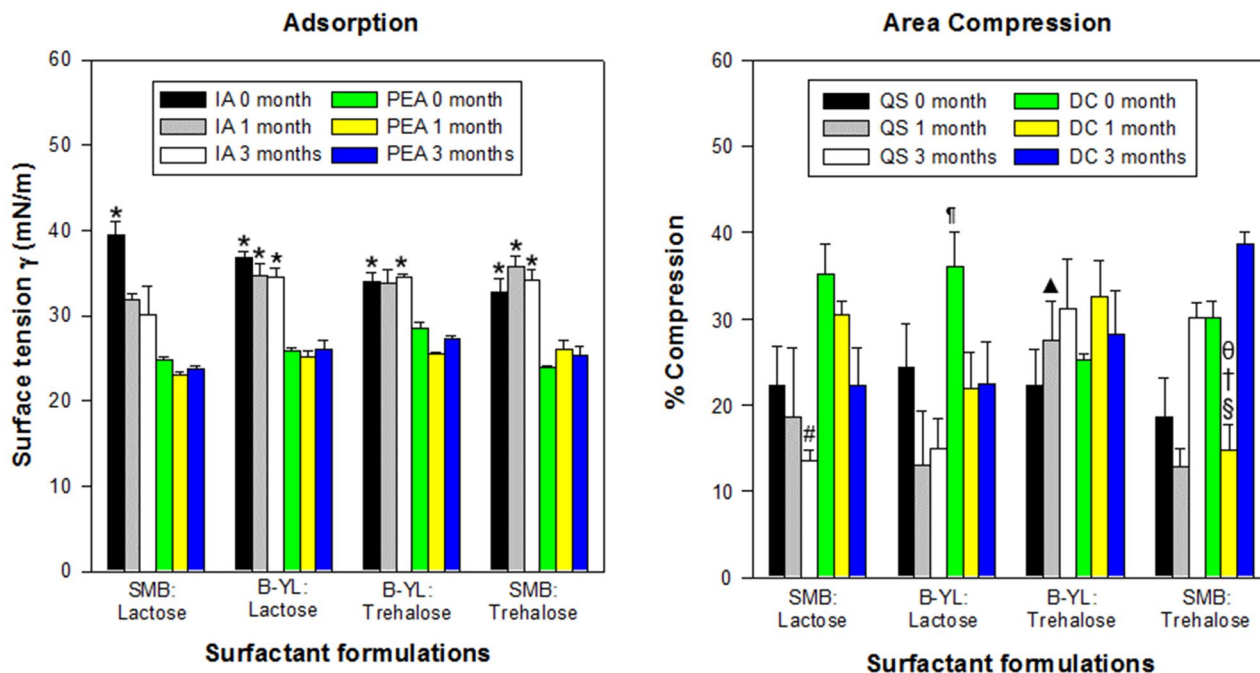 Adsorption
60
50
40
30
20
10
0
Surface tension γ (mN/m)
IA 0 month
IA 1 month
IA 3 months
PEA 0 month
PEA 1 month
PEA 3 months
*
* * *
* *
* * *
SMB:
Lactose
B-YL:
Lactose
B-YL:
Trehalose
SMB:
Trehalose
Surfactant formulations
Area Compression
60
50
40
30
20
10
0
% Compression
QS 0 month
QS 1 month
QS 3 months
DC 0 month
DC 1 month
DC 3 months
#
¶
▲
θ
†
§
SMB:
Lactose
B-YL:
Lactose
B-YL:
Trehalose
SMB:
Trehalose
Surfactant formulations